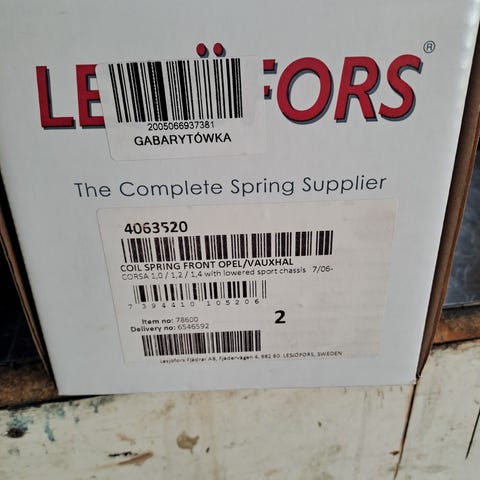 LESJÖFORS®
2005066937381
GABARYTÓWKA
The Complete Spring Supplier
4063520
COIL SPRING FRONT OPEL/VAUXHAL
CORSA 1,0 / 1,2 / 1,4 with lowered sport chassis 7/06-
7 394410 105206
Item no: 78600
Delivery no: 6546592
2
Lesjöfors Fjädrar AB, Fjädervägen 4, 682 60 LESJÖFORS, SWEDEN